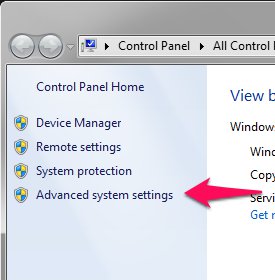 Control Panel
All Control
Control Panel Home
View b
Device Manager
Windows
Remote settings
Wind
System protection
Copy
Advanced system settings
Servi
Get